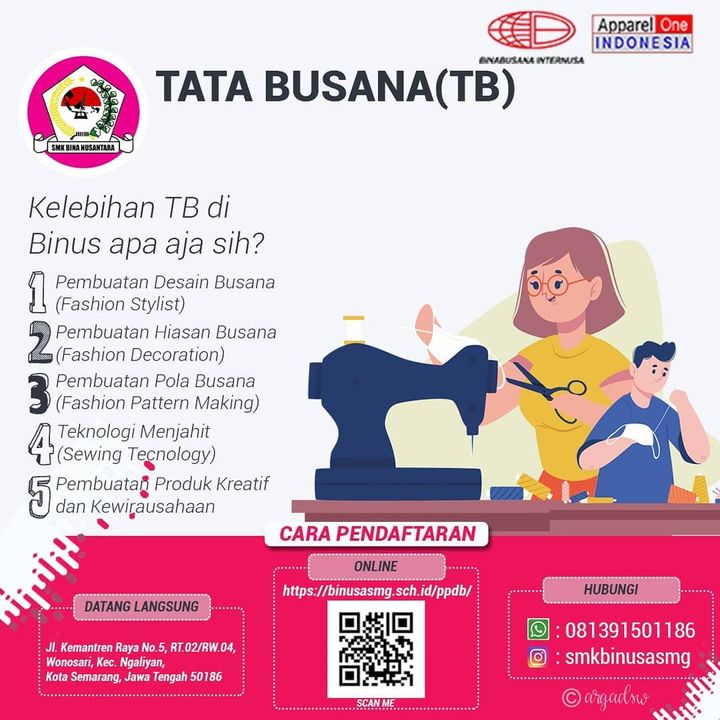 BINABUSANA INTERNUSA
Apparel One
INDONESIA
SMK BINA NUSANTARA
TATA BUSANA(TB)
Kelebihan TB di
Binus apa aja sih?
1 Pembuatan Desain Busana
(Fashion Stylist)
2 Pembuatan Hiasan Busana
(Fashion Decoration)
3 Pembuatan Pola Busana
(Fashion Pattern Making)
4 Teknologi Menjahit
(Sewing Tecnology)
5 Pembuatan Produk Kreatif
dan Kewirausahaan
CARA PENDAFTARAN
DATANG LANGSUNG
Jl. Kemantren Raya No.5, RT.02/RW.04,
Wonosari, Kec. Ngaliyan,
Kota Semarang, Jawa Tengah 50186
ONLINE
https://binusasmg.sch.id/ppdb/
SCAN ME
HUBUNGI
: 081391501186
: smkbinusasmg
© argadsw